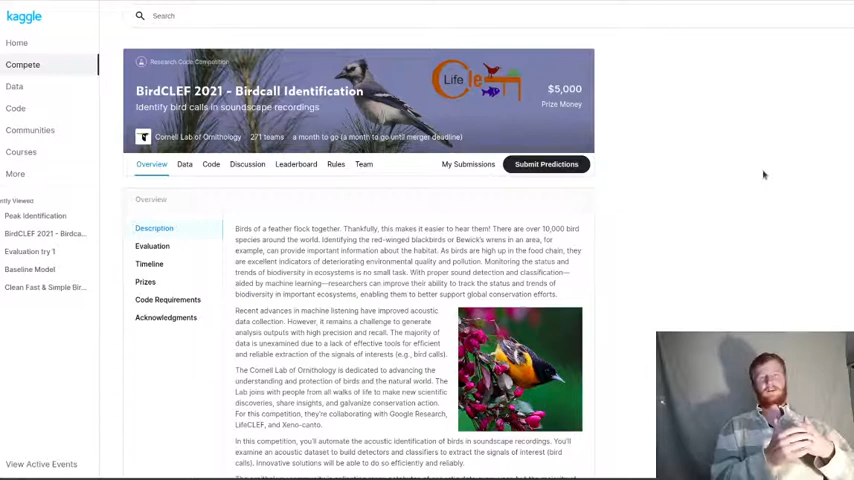 kaggle
Search
Home
Compete
Data
Code
Communities
Courses
More
ntly Viewed
Peak Identification
BirdCLEF 2021 - Birdca...
Evaluation try 1
Baseline Model
Clean Fast & Simple Bir...
View Active Events
Research Code Competition
BirdCLEF 2021 - Birdcall Identification
Identify bird calls in soundscape recordings
Life Cle
$5,000
Prize Money
Cornell Lab of Ornithology 271 teams a month to go (a month to go until merger deadline)
Overview Data Code Discussion Leaderboard Rules Team My Submissions Submit Predictions
Overview
Description
Evaluation
Timeline
Prizes
Code Requirements
Acknowledgments
Birds of a feather flock together. Thankfully, this makes it easier to hear them! There are over 10,000 bird
species around the world. Identifying the red-winged blackbirds or Bewick's wrens in an area, for
example, can provide important information about the habitat. As birds are high up in the food chain, they
are excellent indicators of deteriorating environmental quality and pollution. Monitoring the status and
trends of biodiversity in ecosystems is no small task. With proper sound detection and classification—
aided by machine learning—researchers can improve their ability to track the status and trends of
biodiversity in important ecosystems, enabling them to better support global conservation efforts.
Recent advances in machine listening have improved acoustic
data collection. However, it remains a challenge to generate
analysis outputs with high precision and recall. The majority of
data is unexamined due to a lack of effective tools for efficient
and reliable extraction of the signals of interests (e.g., bird calls).
The Cornell Lab of Ornithology is dedicated to advancing the
understanding and protection of birds and the natural world. The
Lab joins with people from all walks of life to make new scientific
discoveries, share insights, and galvanize conservation action.
For this competition, they're collaborating with Google Research,
LifeCLEF, and Xeno-canto.
In this competition, you'll automate the acoustic identification of birds in soundscape recordings. You'll
examine an acoustic dataset to build detectors and classifiers to extract the signals of interest (bird
calls). Innovative solutions will be able to do so efficiently and reliably.